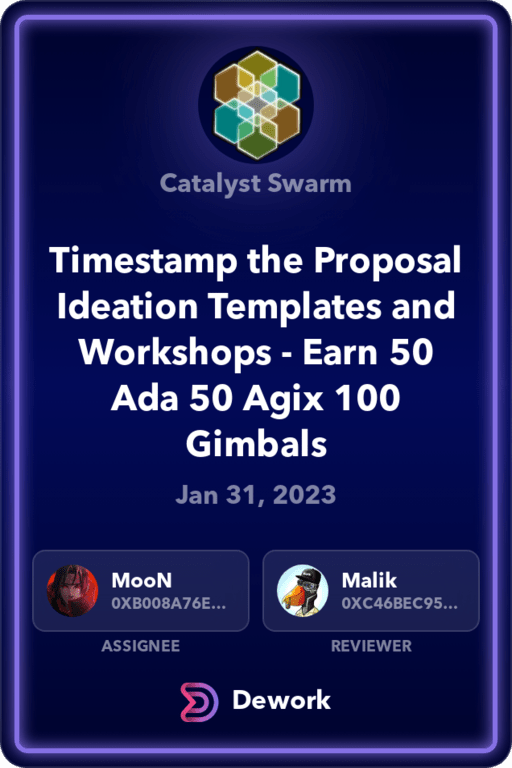 Catalyst Swarm
Timestamp the Proposal
Ideation Templates and
Workshops - Earn 50
Ada 50 Agix 100
Gimbals
Jan 31, 2023
MooN
0XB008A76E...
ASSIGNEE
Malik
0XC46BEC95...
REVIEWER
Dework